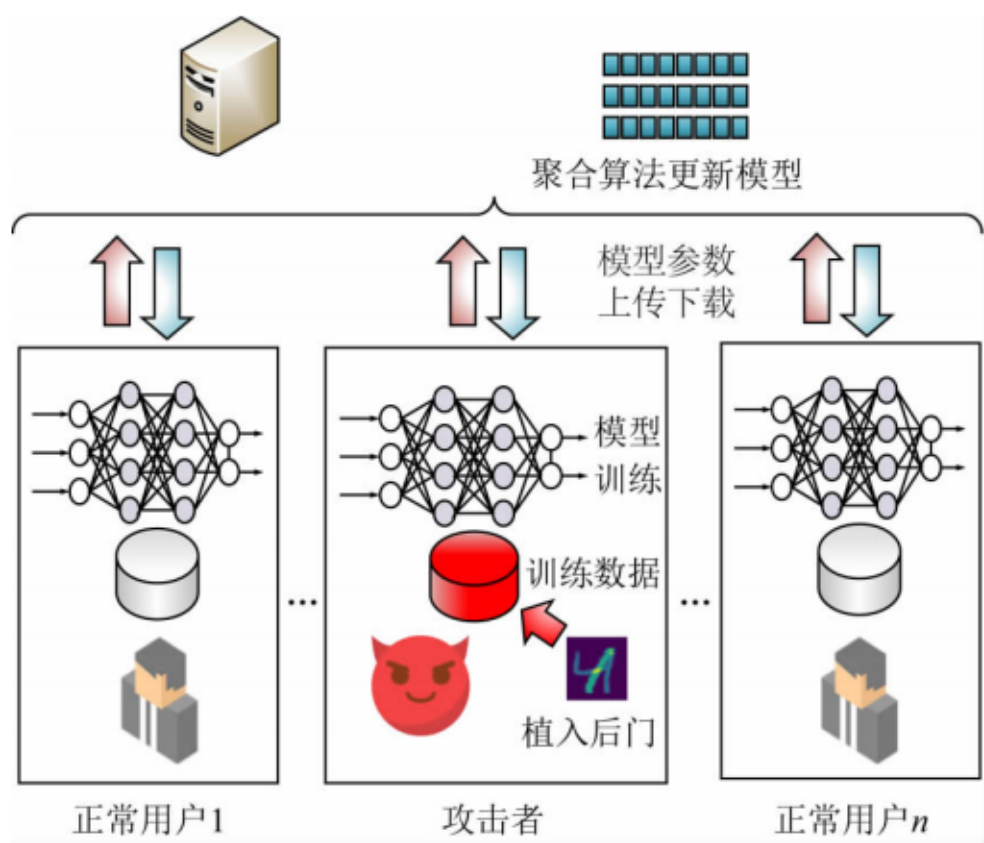 聚合算法更新模型
模型参数
上传下载
模型
训练
训练数据
...
...
植入后门
正常用户1
攻击者
正常用户n